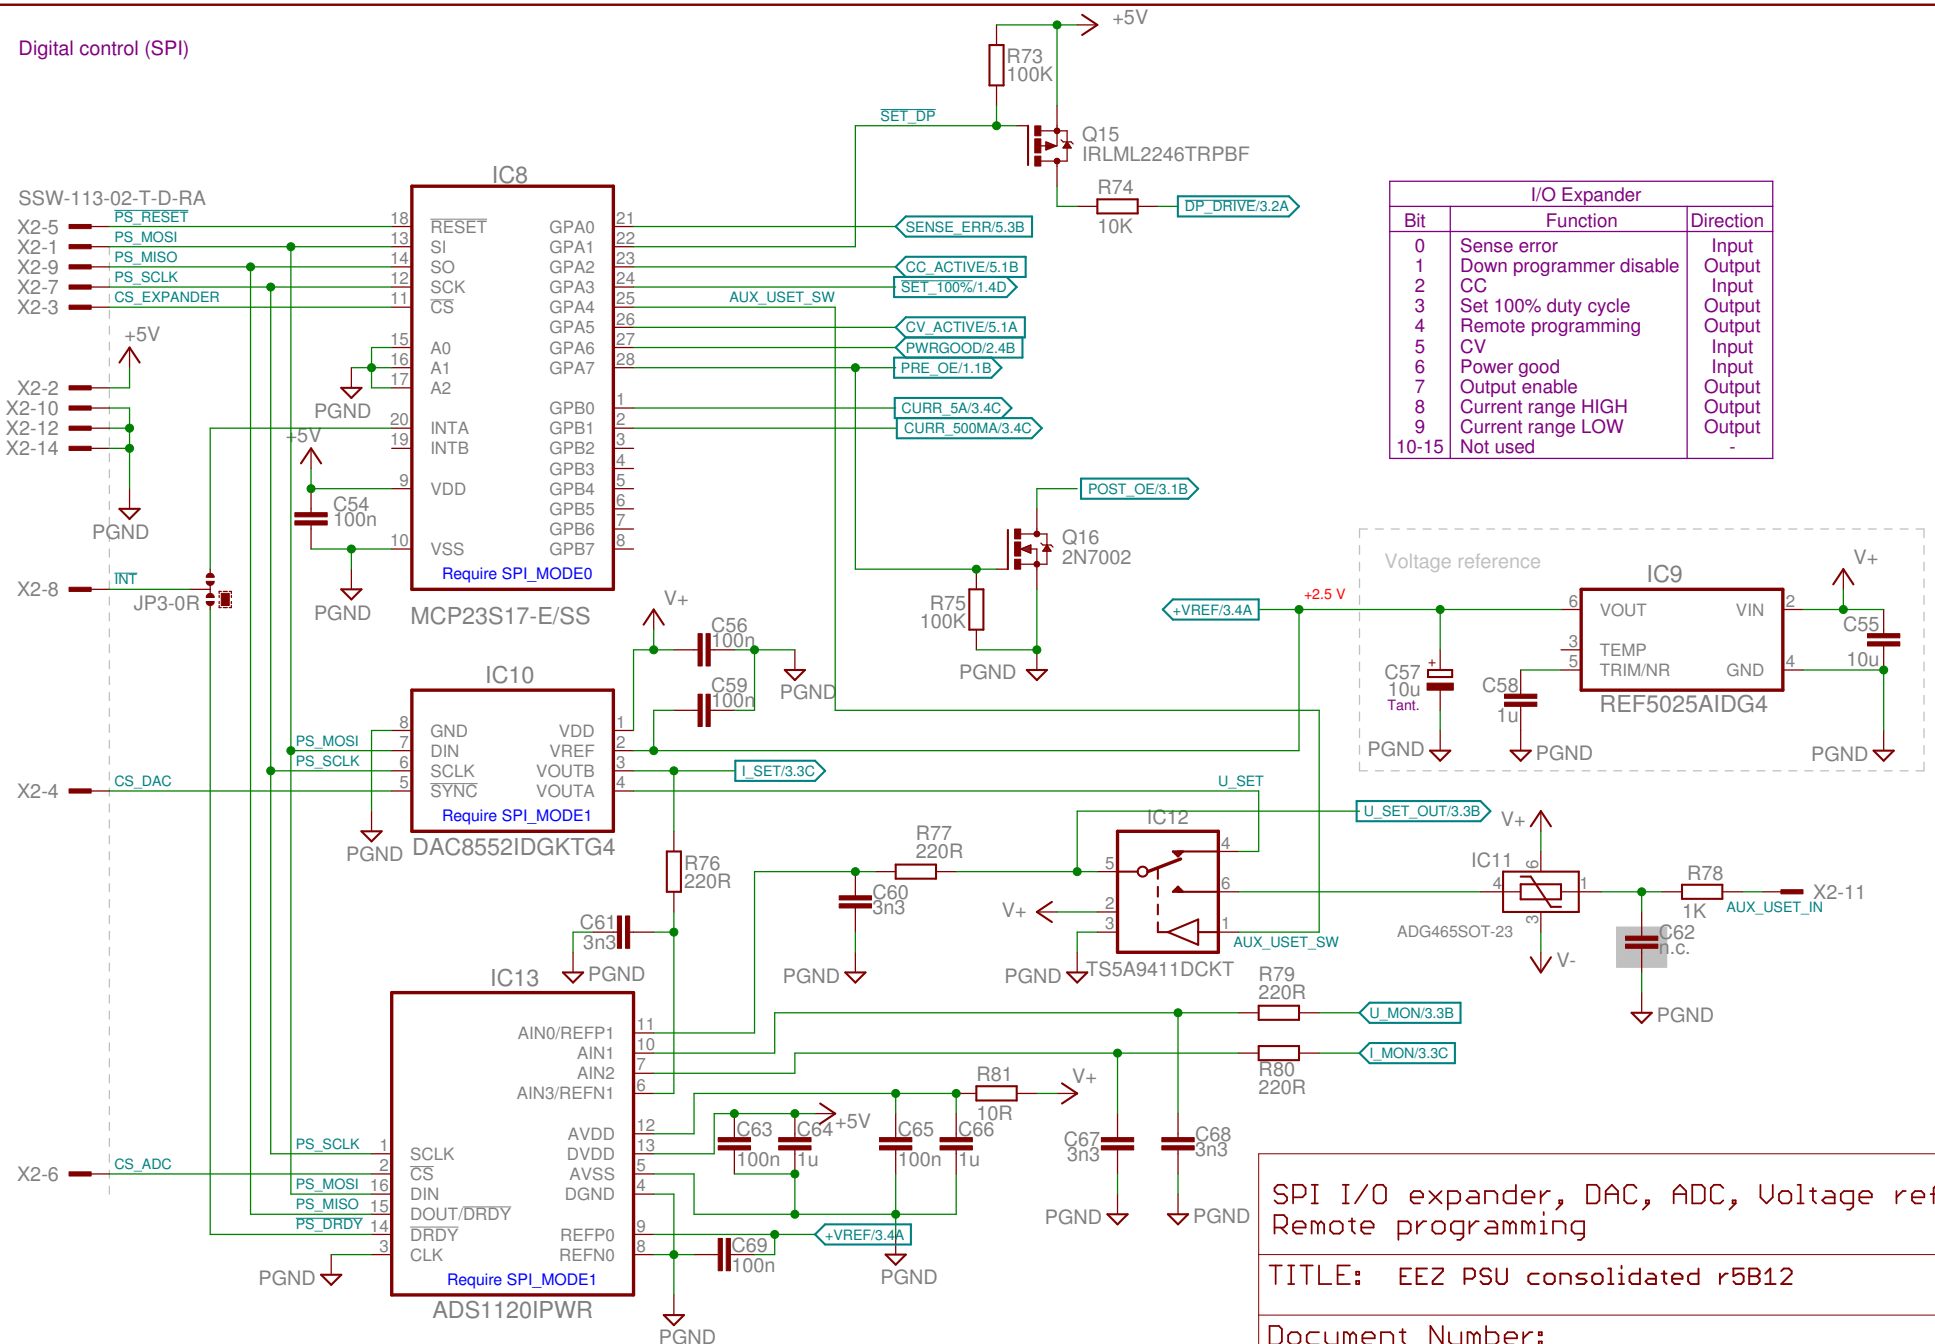 Digital control (SPI)
+5V
R73
100K
SET_DP
Q15
IRLML2246TRPBF
R74
10K
DP_DRIVE/3.2A
SSW-113-02-T-D-RA
X2-5 PS_RESET
X2-1 PS_MOSI
X2-9 PS_MISO
X2-7 PS_SCLK
X2-3 CS_EXPANDER
+5V
X2-2
X2-10
X2-12
X2-14
PGND
X2-8 INT
JP3-0R
IC8
18 RESET GPA0 21
13 SI GPA1 22
14 SO GPA2 23
12 SCK GPA3 24
11 CS GPA4 25
GPA5 26
15 A0 GPA6 27
16 A1 GPA7 28
17 A2
GPB0 1
20 INTA GPB1 2
19 INTB GPB2 3
GPB3 4
9 VDD GPB4 5
GPB5 6
GPB6 7
10 VSS GPB7 8
Require SPI_MODE0
MCP23S17-E/SS
PGND
+5V
C54
100n
PGND
SENSE_ERR/5.3B
CC_ACTIVE/5.1B
SET_100%/1.4D
AUX_USET_SW
CV_ACTIVE/5.1A
PWRGOOD/2.4B
PRE_OE/1.1B
CURR_5A/3.4C
CURR_500MA/3.4C
POST_OE/3.1B
Q16
2N7002
R75
100K
PGND
I/O Expander
Bit Function Direction
0 Sense error Input
1 Down programmer disable Output
2 CC Input
3 Set 100% duty cycle Output
4 Remote programming Output
5 CV Input
6 Power good Input
7 Output enable Output
8 Current range HIGH Output
9 Current range LOW Output
10-15 Not used -
Voltage reference
V+
IC9
6 VOUT VIN 2
3 TEMP
5 TRIM/NR GND 4
REF5025AIDG4
C55
10u
C57
+
10u
Tant.
C58
1u
PGND
PGND
PGND
+VREF/3.4A
+2.5 V
V+
C56
100n
C59
100n
PGND
IC10
8 GND VDD 1
7 DIN VREF 2
6 SCLK VOUTB 3
5 SYNC VOUTA 4
Require SPI_MODE1
DAC8552IDGKTG4
PS_MOSI
PS_SCLK
X2-4 CS_DAC
PGND
I_SET/3.3C
U_SET
U_SET_OUT/3.3B
R76
220R
R77
220R
C60
3n3
PGND
C61
3n3
PGND
IC12
5 4
6
2
3 1
V+
PGND
TS5A9411DCKT
AUX_USET_SW
V+
IC11
6
4 1
3
ADG465SOT-23
V-
R78
1K
X2-11
AUX_USET_IN
C62
n.c.
PGND
R79
220R
U_MON/3.3B
I_MON/3.3C
R80
220R
IC13
AIN0/REFP1 11
AIN1 10
AIN2 7
AIN3/REFN1 6
AVDD 12
1 SCLK DVDD 13
2 CS AVSS 5
16 DIN DGND 4
15 DOUT/DRDY
14 DRDY REFP0 9
3 CLK REFN0 8
Require SPI_MODE1
ADS1120IPWR
X2-6 CS_ADC
PS_SCLK
PS_MOSI
PS_MISO
PS_DRDY
PGND
R81
10R
V+
C63
100n
C64
1u
+5V
C65
100n
C66
1u
C67
3n3
C68
3n3
PGND
PGND
+VREF/3.4A
C69
100n
PGND
PGND
SPI I/O expander, DAC, ADC, Voltage ref
Remote programming
TITLE: EEZ PSU consolidated r5B12
Document Number: